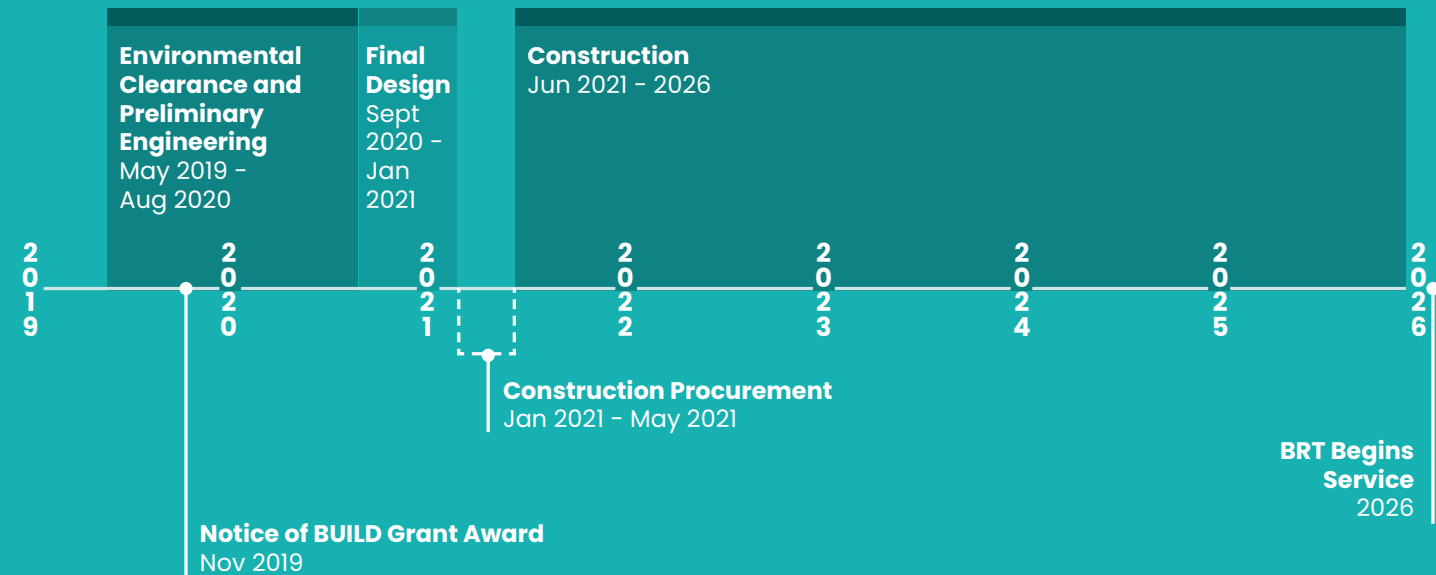 Environmental
Clearance and
Preliminary
Engineering
May 2019 -
Aug 2020
Final
Design
Sept
2020 -
Jan
2021
Construction
Jun 2021 - 2026
2019
2020
2021
2022
2023
2024
2025
2026
Construction Procurement
Jan 2021 - May 2021
BRT Begins
Service
2026
Notice of BUILD Grant Award
Nov 2019